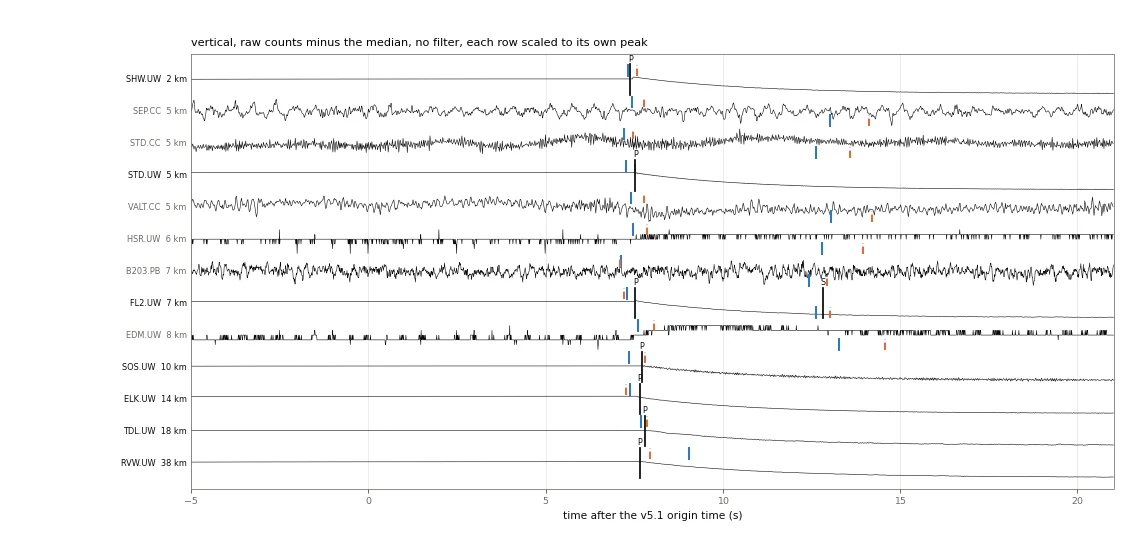 vertical, raw counts minus the median, no filter, each row scaled to its own peak
P
SHW.UW 2 km
SEP.CC 5 km
STD.CC 5 km
P
STD.UW 5 km
VALT.CC 5 km
HSR.UW 6 km
B203.PB 7 km
P S
FL2.UW 7 km
EDM.UW 8 km
P
SOS.UW 10 km
P
ELK.UW 14 km
P
TDL.UW 18 km
P
RVW.UW 38 km
−5 0 5 10 15 20
time after the v5.1 origin time (s)